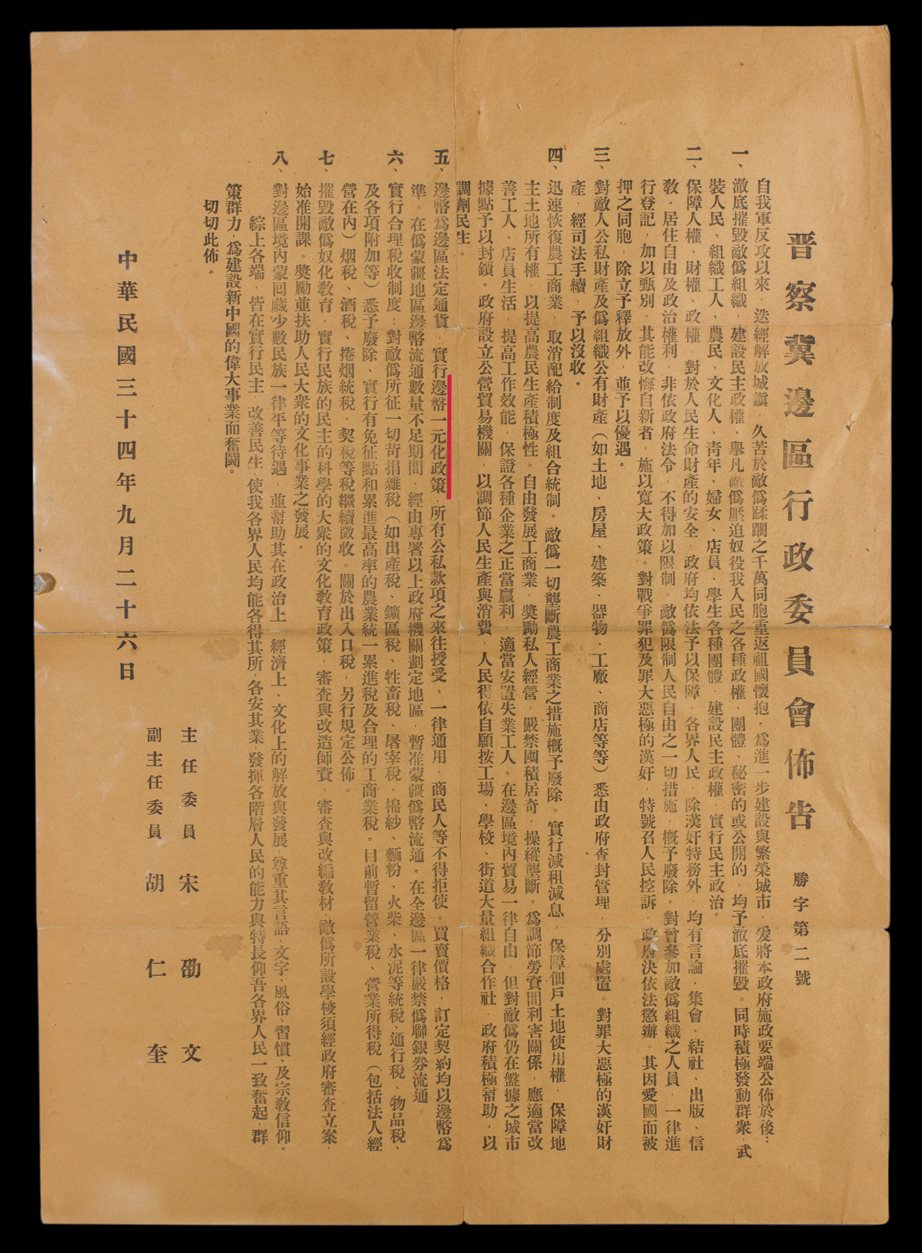 晋察冀邊區行政委員會佈告
勝字第二號
自我軍反攻以來﹐迭經解放城鎮﹐久苦於敵僞蹂躪之千萬同胞重返祖國懷抱﹐爲進一步建設與繁榮城市﹐爰將本政府施政要端公佈於後：
一、澈底摧毀敵僞組織﹐建設民主政權﹐舉凡敵僞壓迫奴役我人民之各種政權﹑團體﹑秘密的或公開的﹐均予澈底摧毀。同時積極發動群衆﹐武
裝人民﹑組織工人﹑農民﹑文化人﹑靑年﹑婦女﹑店員﹑學生各種團體﹐建設民主政權﹐實行民主政治。
二、保障人權﹑財權﹑政權﹐對於人民生命財產的安全﹐政府均依法予以保障﹐各界人民﹐除漢奸特務外﹐均有言論﹑集會﹑結社﹑出版﹑信
敎﹑居住自由及政治權利﹐非依政府法令﹐不得加以限制。敵僞限制人民自由之一切措施﹐概予廢除。對曾參加敵僞組織之人員﹐一律進
行登記﹐加以甄別﹐其能改悔自新者﹐施以寬大政策。對戰爭罪犯及罪大惡極的漢奸﹐特號召人民控訴﹐政府決依法懲辦。其因愛國而被
押之同胞﹐除立予釋放外﹐並予以優遇。
三、對敵人公私財產及僞組織公有財產（如土地﹑房屋﹑建築﹑器物﹑工廠﹑商店等等）悉由政府查封管理﹐分別處置。對罪大惡極的漢奸財
產﹐經司法手續﹐予以沒收。
四、迅速恢復農工商業﹐取消配給制度及組合統制。敵僞一切壟斷農工商業之措施槪予廢除。實行減租減息﹐保障佃戶土地使用權﹐保障地
主土地所有權﹐以提高農民生產積極性。自由發展工商業﹐獎勵私人經營﹐嚴禁囤積居奇﹐操縱壟斷。爲調節勞資間利害關係﹐應適當改
善工人﹑店員生活﹐提高工作效能﹐保證各種企業之正當贏利﹐適當安置失業工人。在邊區境內貿易一律自由﹐但對敵僞仍在盤據之城市
據點予以封鎖。政府設立公營貿易機關﹐以調節人民生產與消費﹐人民得依自願按工場﹑學校﹑街道大量組織合作社﹐政府積極幫助﹐以
調劑民生。
五、邊幣爲邊區法定通貨﹐實行邊幣一元化政策﹐所有公私款項之來往授受﹑一律通用﹐商民人等不得拒使。買賣價格﹐訂定契約均以邊幣爲
準。在僞蒙疆地區邊幣流通數量不足期間﹐經由專署以上政府機關劃定地區﹐暫准蒙疆僞幣流通。在全邊區一律嚴禁僞聯銀券流通。
六、實行合理稅收制度﹐對敵僞所征一切苛捐雜稅（如出產稅﹑鑛區稅﹑牲畜稅﹑屠宰稅﹑棉紗﹑麵粉﹑火柴﹑水泥等統稅﹑通行稅﹑物品稅﹑
及各項附加等）悉予廢除﹐實行有免征點和累進最高率的農業統一累進稅及合理的工商業稅。目前暫留營業稅﹑營業所得稅（包括法人經
營在內）烟稅﹑酒稅﹑捲烟統稅﹑契稅等稅繼續徵收。關於出入口稅﹐另行規定公佈。
七、摧毀敵僞奴化敎育﹐實行民族的民主的科學的大衆的文化敎育政策﹐審查與改造師資﹐審查與改編敎材﹐敵僞所設學校須經政府審查立案﹐
始准開課。獎勵並扶助人民大衆的文化事業之發展。
八、對邊區境內蒙回藏少數民族一律平等待遇﹐並幫助其在政治上﹑經濟上﹑文化上的解放與發展﹐尊重其言語﹑文字﹑風俗﹑習慣﹑及宗敎信仰。
綜上各端﹐皆在實行民主﹐改善民生﹐使我各界人民均能各得其所﹐各安其業﹐發揮各階層人民的能力與特長仰吾各界人民一致奮起﹐群
策群力﹐爲建設新中國的偉大事業而奮鬭。
切切此佈。
主任委員 宋劭文
副主任委員 胡仁奎
中華民國三十四年九月二十六日